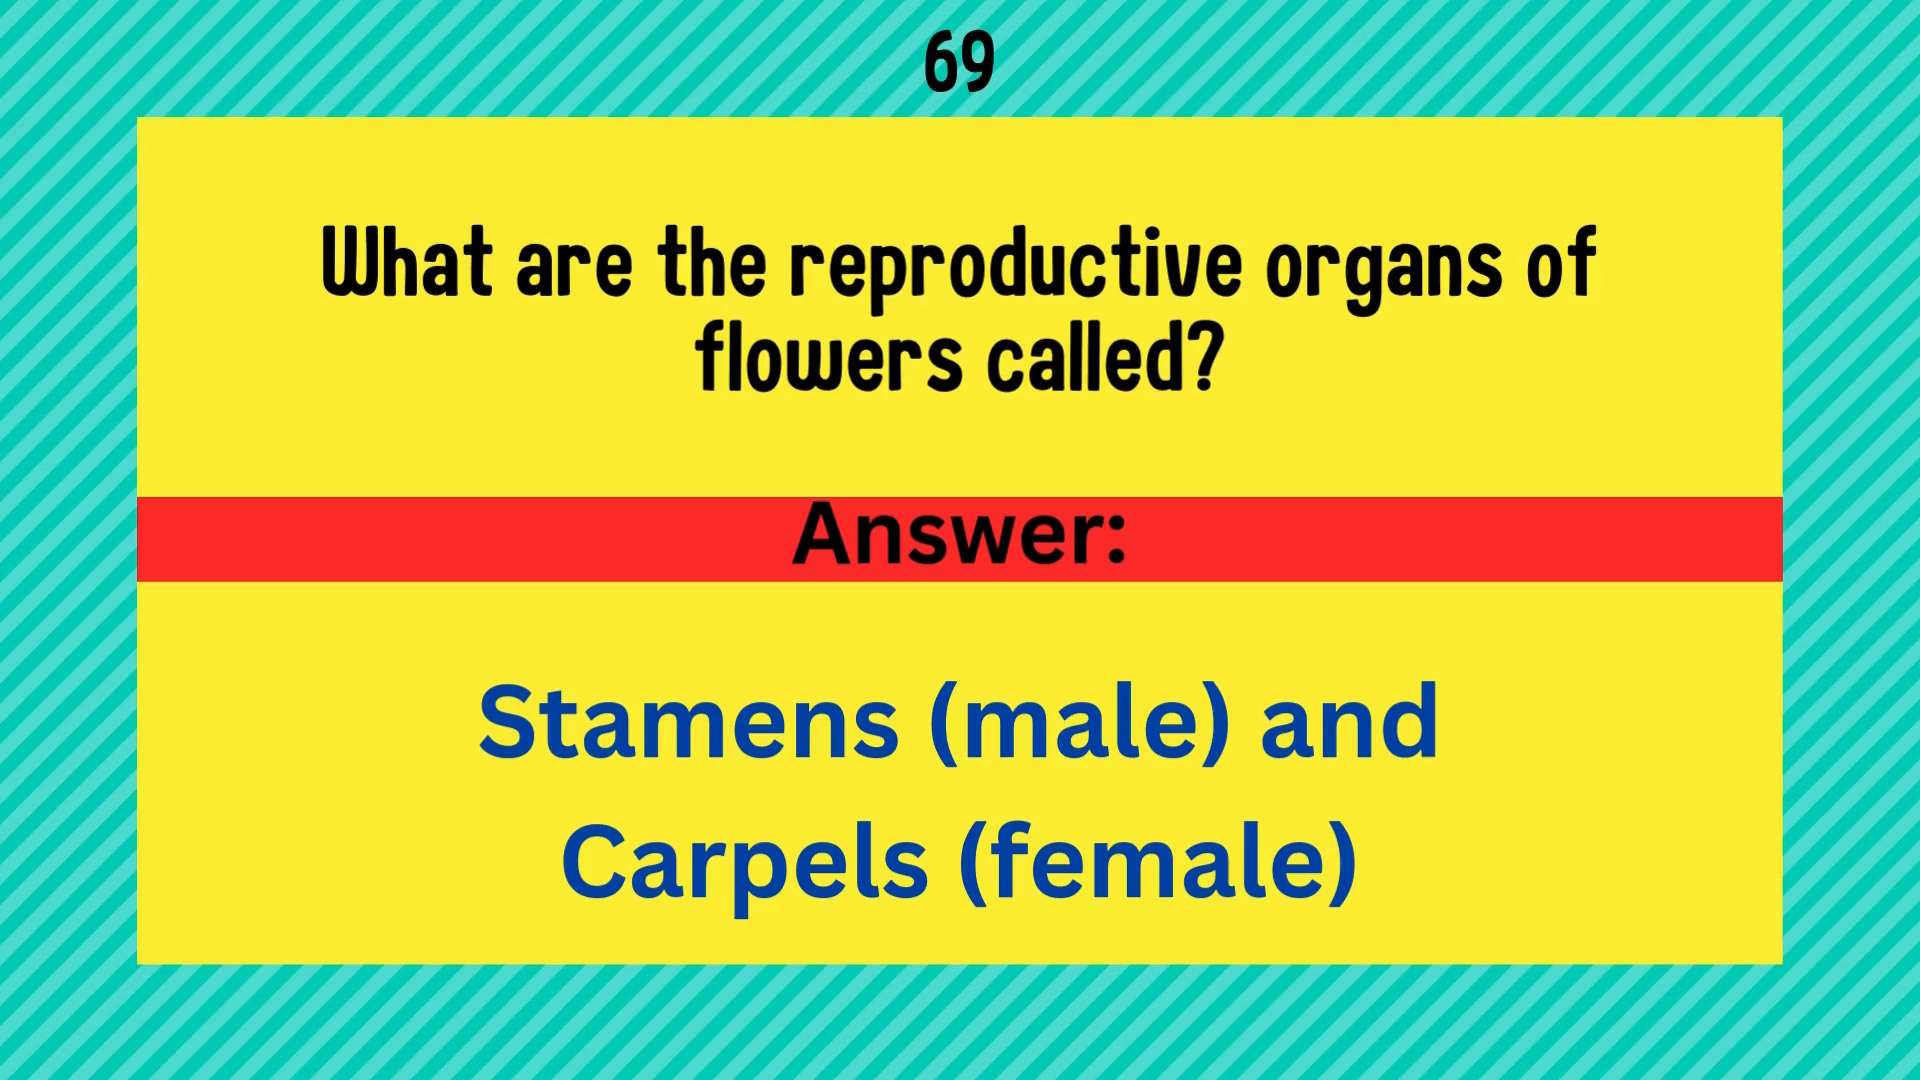 69
What are the reproductive organs of
flowers called?
Answer:
Stamens (male) and
Carpels (female)